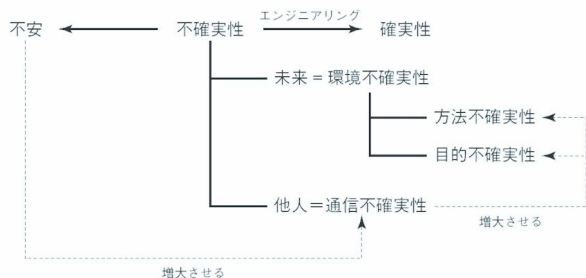 不安
不確実性
エンジニアリング
確実性
未来＝環境不確実性
方法不確実性
目的不確実性
他人＝通信不確実性
増大させる
増大させる